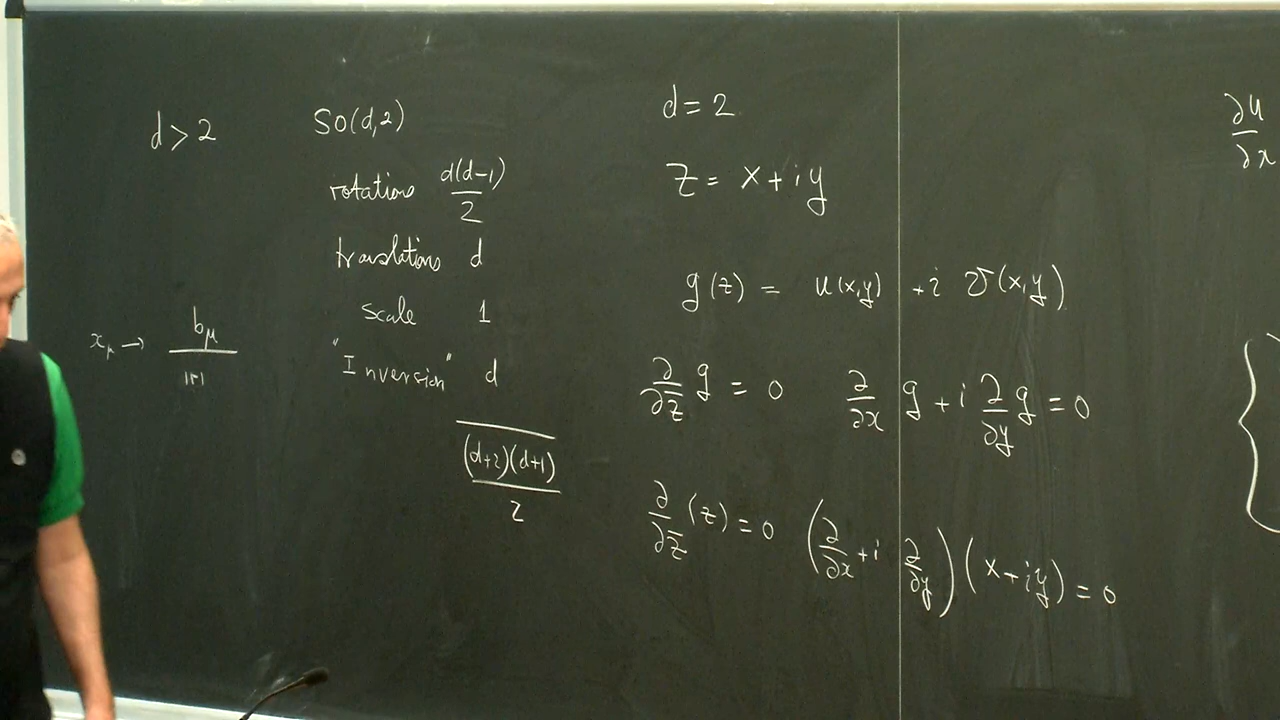 d > 2
SO(d,2)
rotations d(d-1)/2
translations d
scale 1
"Inversion" d
(d+2)(d+1)/2
x_μ → b_μ/|r|
d = 2
z = x + iy
g(z) = u(x,y) + i v(x,y)
∂/∂z̄ g = 0 ∂/∂x g + i ∂/∂y g = 0
∂/∂z̄ (z) = 0 (∂/∂x + i ∂/∂y)(x + iy) = 0
∂u/∂x
{